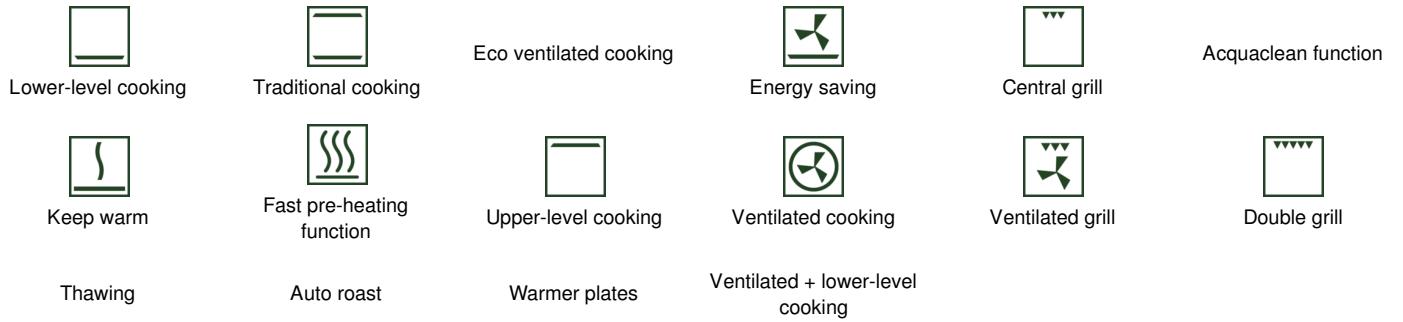 Lower-level cooking
Traditional cooking
Eco ventilated cooking
Energy saving
Central grill
Acquaclean function
Keep warm
Fast pre-heating
function
Upper-level cooking
Ventilated cooking
Ventilated grill
Double grill
Thawing
Auto roast
Warmer plates
Ventilated + lower-level
cooking